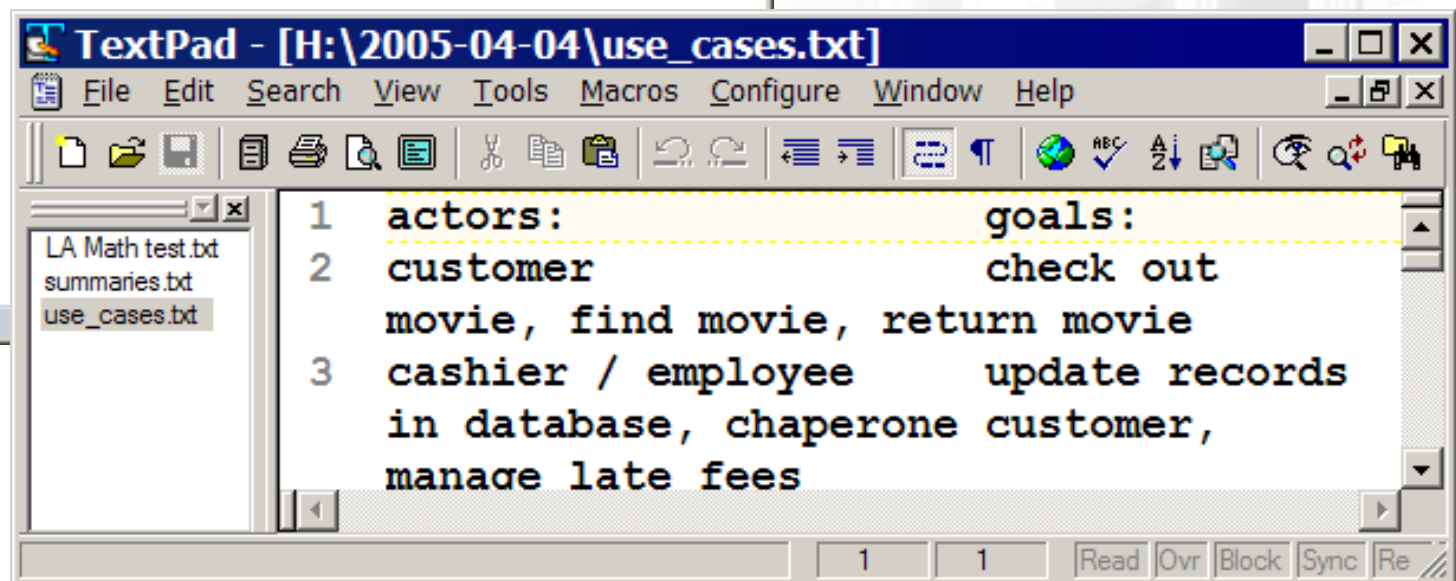 TextPad - [H:\2005-04-04\use_cases.txt]
File Edit Search View Tools Macros Configure Window Help
ABC
A
Z
LA Math test.txt
summaries.txt
use_cases.txt
1 actors: goals:
2 customer check out
movie, find movie, return movie
3 cashier / employee update records
in database, chaperone customer,
manage late fees
1 1 Read Ovr Block Sync Re